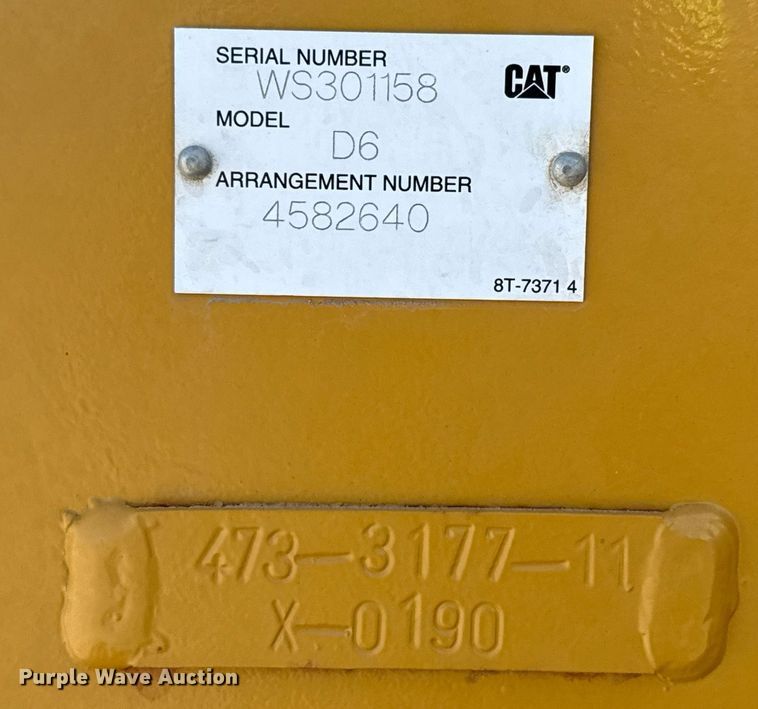 SERIAL NUMBER
WS301158
CAT®
MODEL
D6
ARRANGEMENT NUMBER
4582640
8T-7371 4
473-3177-11
X-0190
Purple Wave Auction